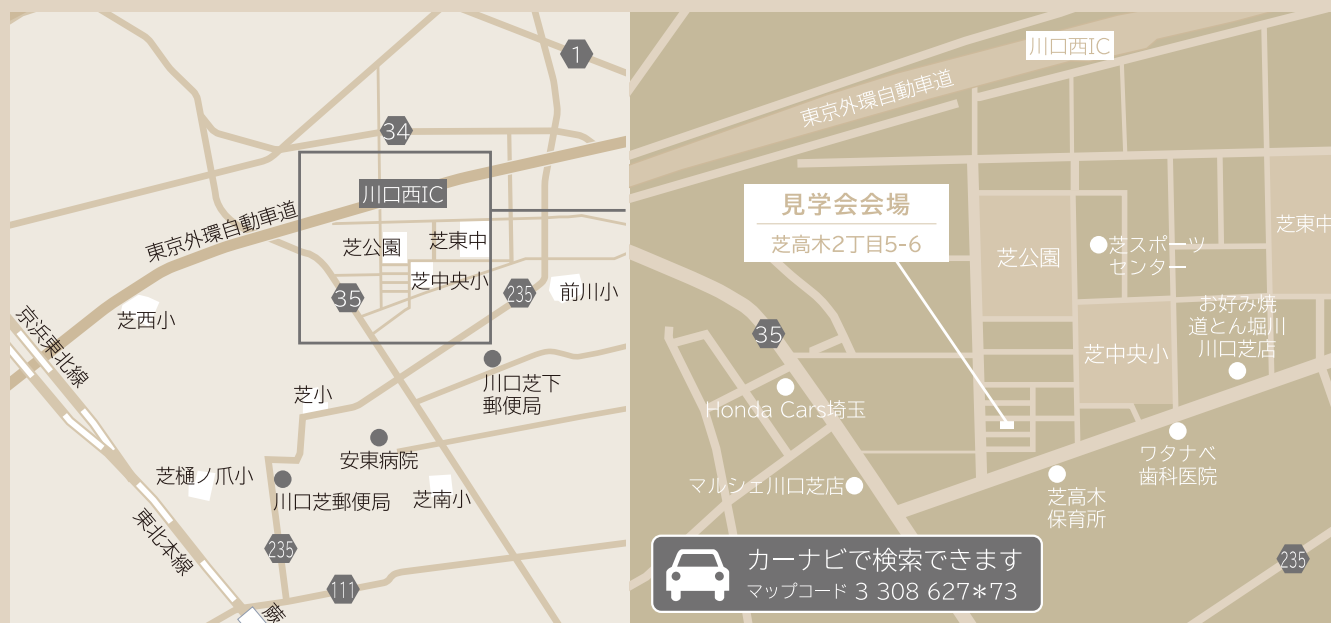 1
34
川口西IC
東京外環自動車道
芝公園
芝東中
芝中央小
35
235
前川小
芝西小
京浜東北線
川口芝下
郵便局
芝小
安東病院
芝樋ノ爪小
川口芝郵便局
芝南小
東北本線
235
111
蕨
川口西IC
東京外環自動車道
見学会会場
芝高木2丁目5-6
芝公園
芝スポーツ
センター
芝東中
お好み焼
道とん堀川
川口芝店
35
芝中央小
Honda Cars埼玉
ワタナベ
歯科医院
マルシェ川口芝店
芝高木
保育所
235
カーナビで検索できます
マップコード 3 308 627*73